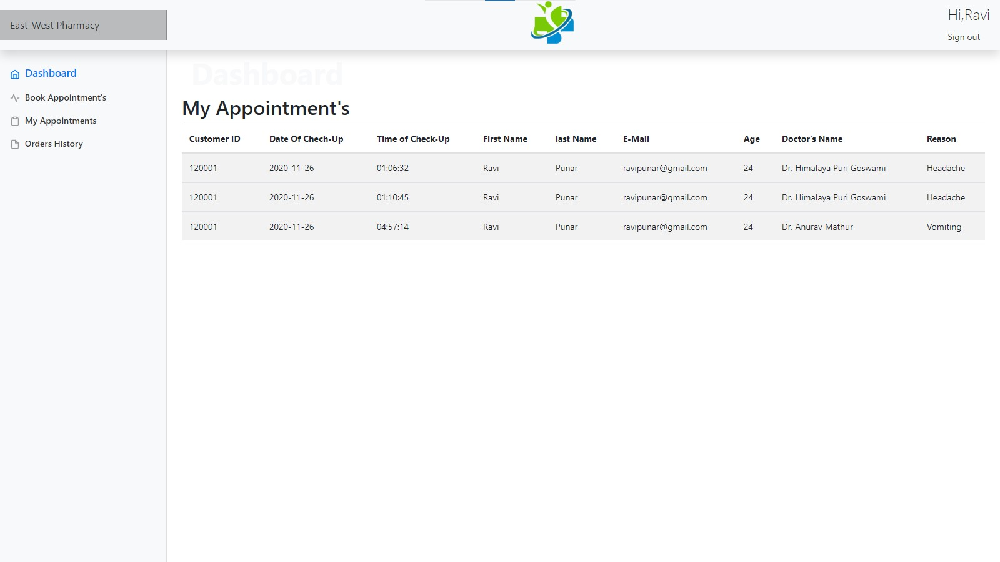 East-West Pharmacy
Hi,Ravi
Sign out
Dashboard
Book Appointment's
My Appointments
Orders History
Dashboard
My Appointment's
Customer ID Date Of Chech-Up Time of Check-Up First Name last Name E-Mail Age Doctor's Name Reason
120001 2020-11-26 01:06:32 Ravi Punar ravipunar@gmail.com 24 Dr. Himalaya Puri Goswami Headache
120001 2020-11-26 01:10:45 Ravi Punar ravipunar@gmail.com 24 Dr. Himalaya Puri Goswami Headache
120001 2020-11-26 04:57:14 Ravi Punar ravipunar@gmail.com 24 Dr. Anurav Mathur Vomiting